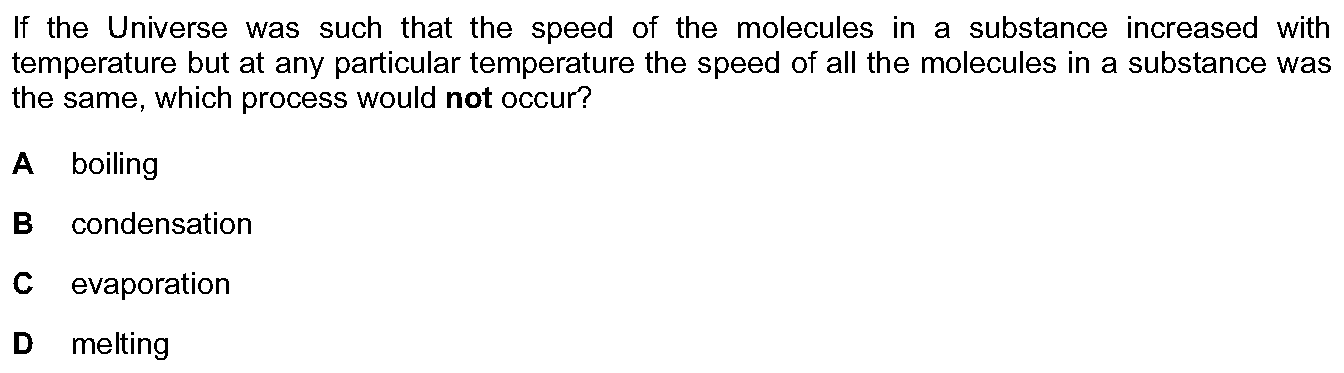 If the Universe was such that the speed of the molecules in a substance increased with
temperature but at any particular temperature the speed of all the molecules in a substance was
the same, which process would not occur?
A boiling
B condensation
C evaporation
D melting